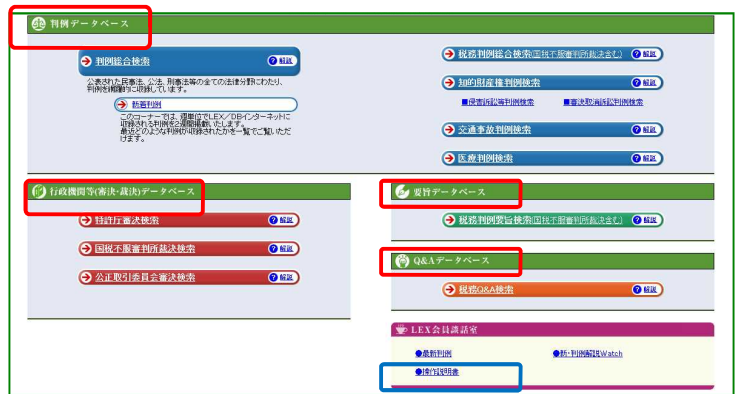 判例データベース
判例総合検索
解説
公表された民事法、公法、刑事法等の全ての法律分野にわたり、
判例を網羅的に収録しています。
新着判例
このコーナーでは、週単位でLEX/DBインターネットに
収録される判例を2週間掲載いたします。
最近どのような判例が収録されたかを一覧でご覧いただ
けます。
税務判例総合検索(国税不服審判所裁決含む)
解説
知的財産権判例検索
解説
■侵害訴訟等判例検索
■審決取消訴訟判例検索
交通事故判例検索
解説
医療判例検索
解説
行政機関等(審決・裁決)データベース
特許庁審決検索
解説
国税不服審判所裁決検索
解説
公正取引委員会審決検索
解説
要旨データベース
税務判例要旨検索(国税不服審判所裁決含む)
解説
Q&Aデータベース
税務Q&A検索
解説
LEX会員談話室
●最新判例
●新・判例解説Watch
●操作説明書